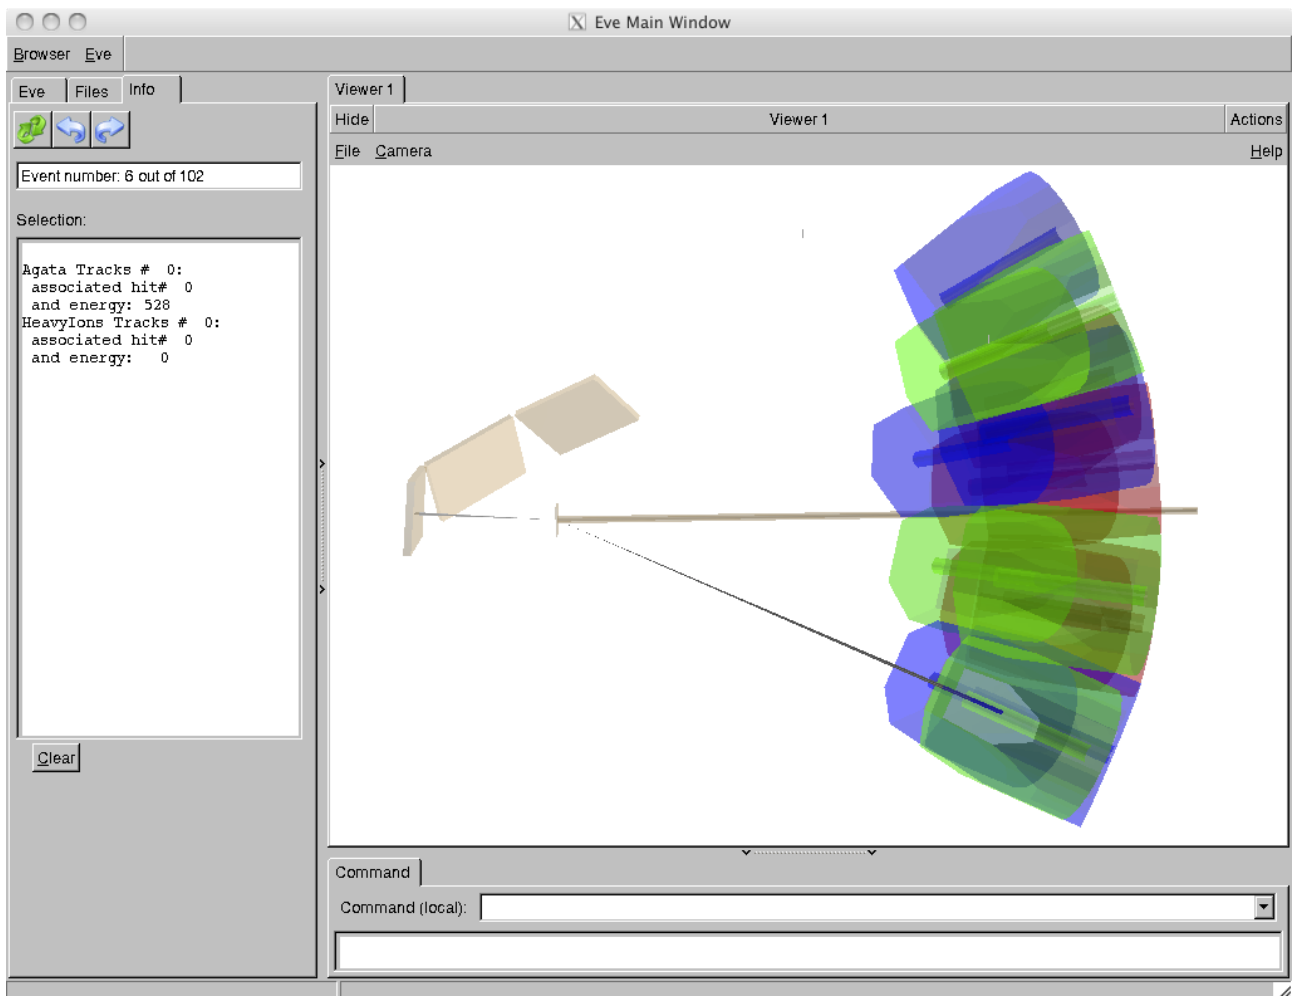 Eve Main Window
Browser Eve
Eve Files Info
Viewer 1
Hide Viewer 1 Actions
File Camera Help
Event number: 6 out of 102
Selection:
Agata Tracks # 0:
associated hit# 0
and energy: 528
HeavyIons Tracks # 0:
associated hit# 0
and energy: 0
Clear
Command
Command (local):